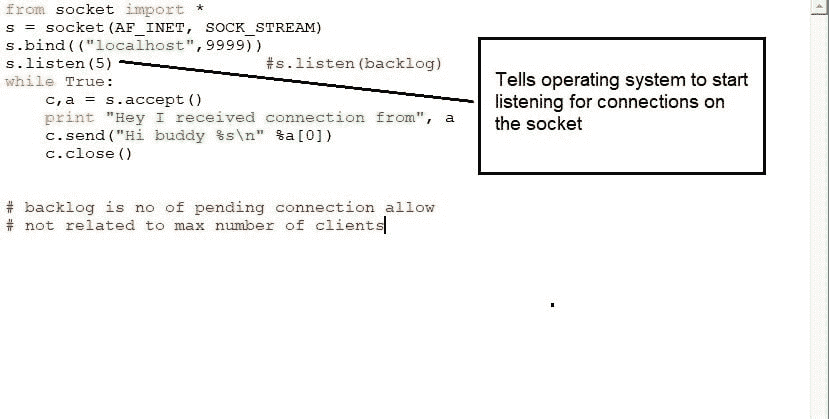 from socket import *
s = socket(AF_INET, SOCK_STREAM)
s.bind(("localhost",9999))
s.listen(5)                #s.listen(backlog)
while True:
    c,a = s.accept()
    print "Hey I received connection from", a
    c.send("Hi buddy %s\n" %a[0])
    c.close()
# backlog is no of pending connection allow
# not related to max number of clients
Tells operating system to start
listening for connections on
the socket